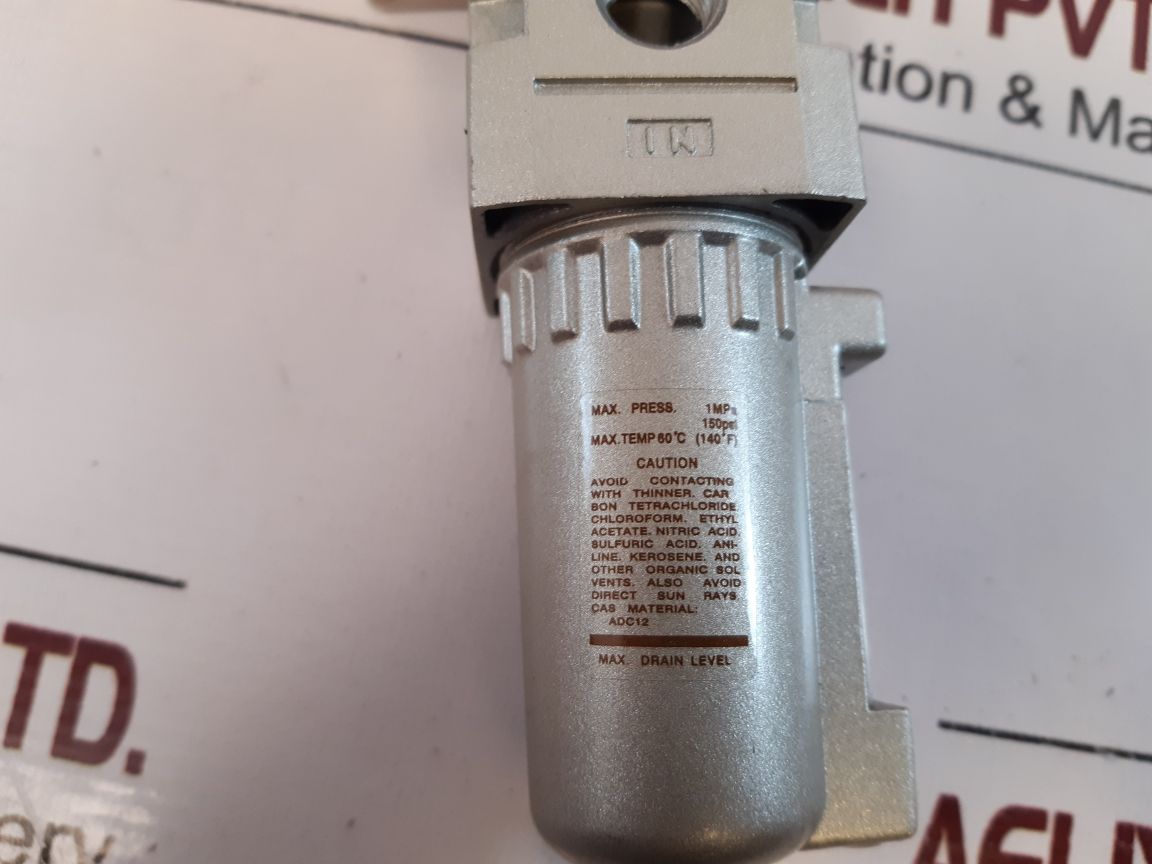 PVT
tion & Ma
IN
MAX. PRESS. 1MPa
150psi
MAX.TEMP 60°C (140°F)
CAUTION
AVOID CONTACTING
WITH THINNER. CAR
BON TETRACHLORIDE
CHLOROFORM. ETHYL
ACETATE. NITRIC ACID.
SULFURIC ACID. ANI-
LINE. KEROSENE. AND
OTHER ORGANIC SOL
VENTS. ALSO AVOID
DIRECT SUN RAYS
CAS MATERIAL:
ADC12
MAX. DRAIN LEVEL
TD.
ery